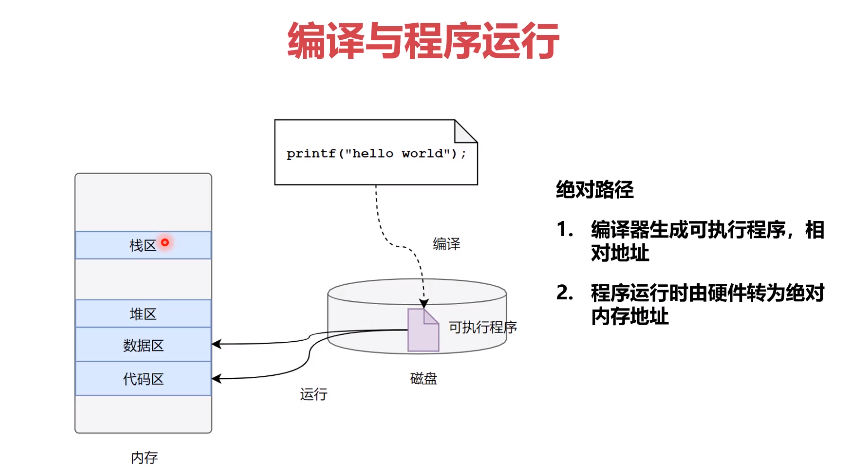 编译与程序运行
printf("hello world");
编译
可执行程序
磁盘
运行
栈区
堆区
数据区
代码区
内存
绝对路径
1. 编译器生成可执行程序，相
对地址
2. 程序运行时由硬件转为绝对
内存地址